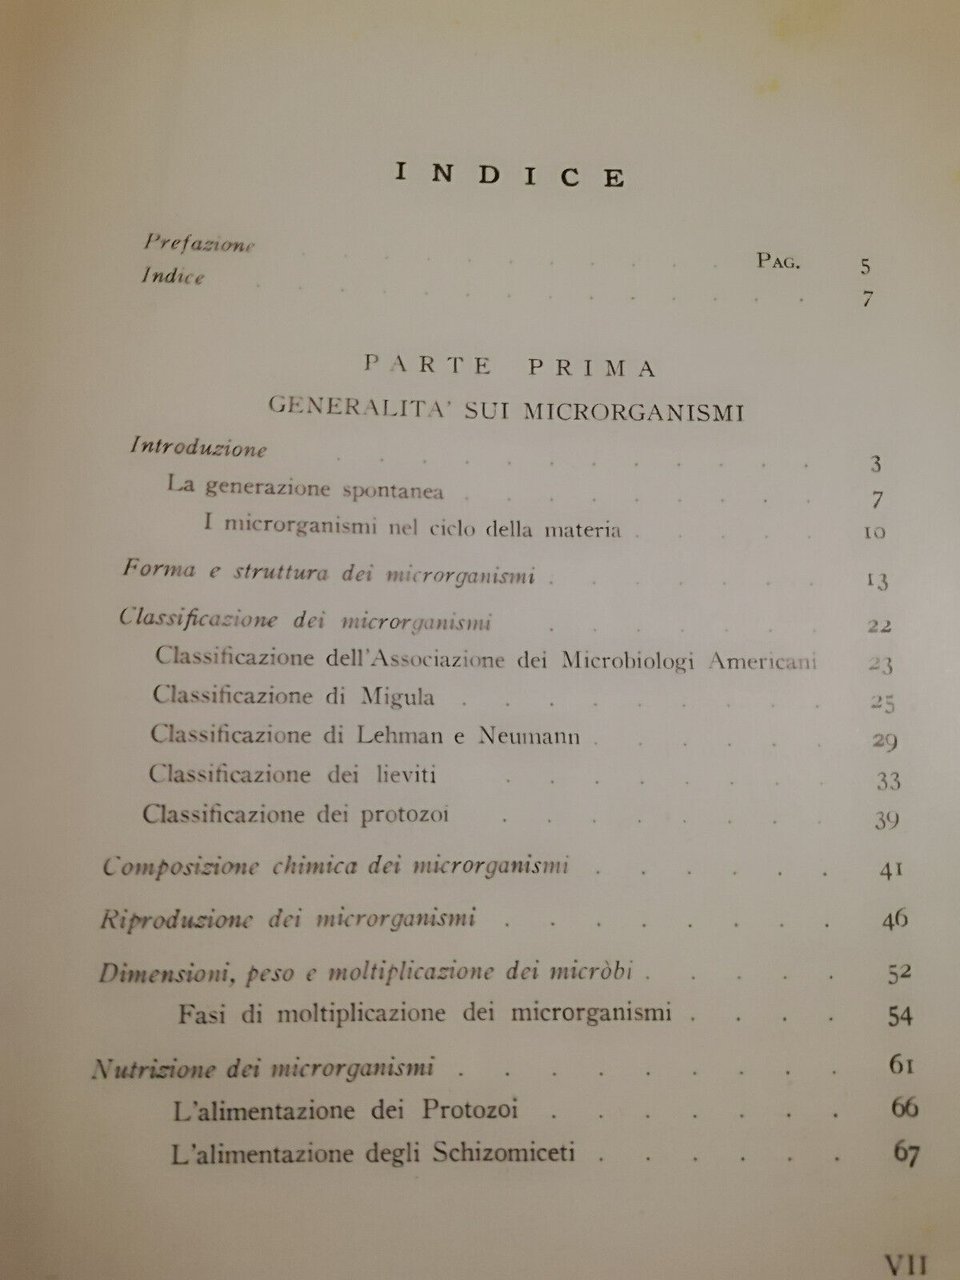 INDICE
Prefazione . . . . . . . . . . . PAG. 5
Indice . . . . . . . . . . . . . . 7
PARTE PRIMA
GENERALITA' SUI MICRORGANISMI
Introduzione . . . . . . . . . . . . 3
La generazione spontanea . . . . . . . . . 7
I microrganismi nel ciclo della materia . . . . . 10
Forma e struttura dei microrganismi . . . . . . . 13
Classificazione dei microrganismi . . . . . . . 22
Classificazione dell'Associazione dei Microbiologi Americani 23
Classificazione di Migula . . . . . . . . . 25
Classificazione di Lehman e Neumann . . . . . . 29
Classificazione dei lieviti . . . . . . . . 33
Classificazione dei protozoi . . . . . . . . 39
Composizione chimica dei microrganismi . . . . . . 41
Riproduzione dei microrganismi . . . . . . . . 46
Dimensioni, peso e moltiplicazione dei micròbi . . . . . 52
Fasi di moltiplicazione dei microrganismi . . . . 54
Nutrizione dei microrganismi . . . . . . . . . 61
L'alimentazione dei Protozoi . . . . . . . 66
L'alimentazione degli Schizomiceti . . . . . . 67
VII